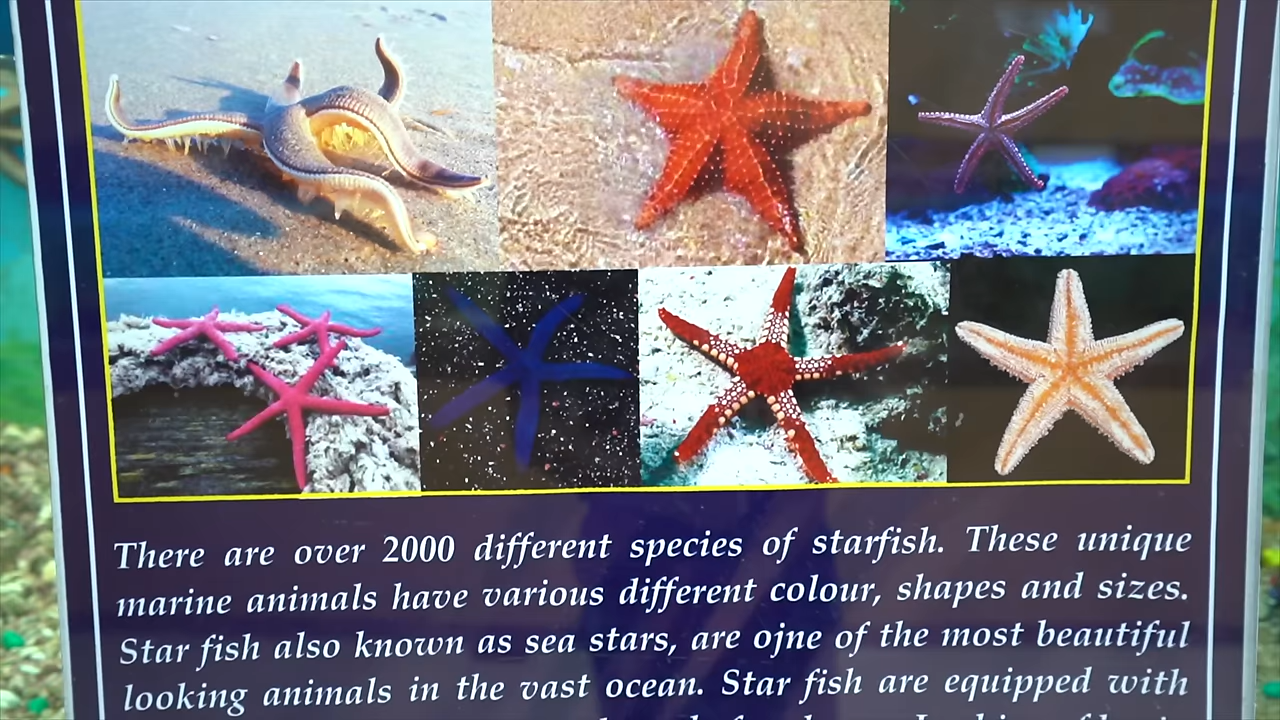 There are over 2000 different species of starfish. These unique
marine animals have various different colour, shapes and sizes.
Star fish also known as sea stars, are ojne of the most beautiful
looking animals in the vast ocean. Star fish are equipped with